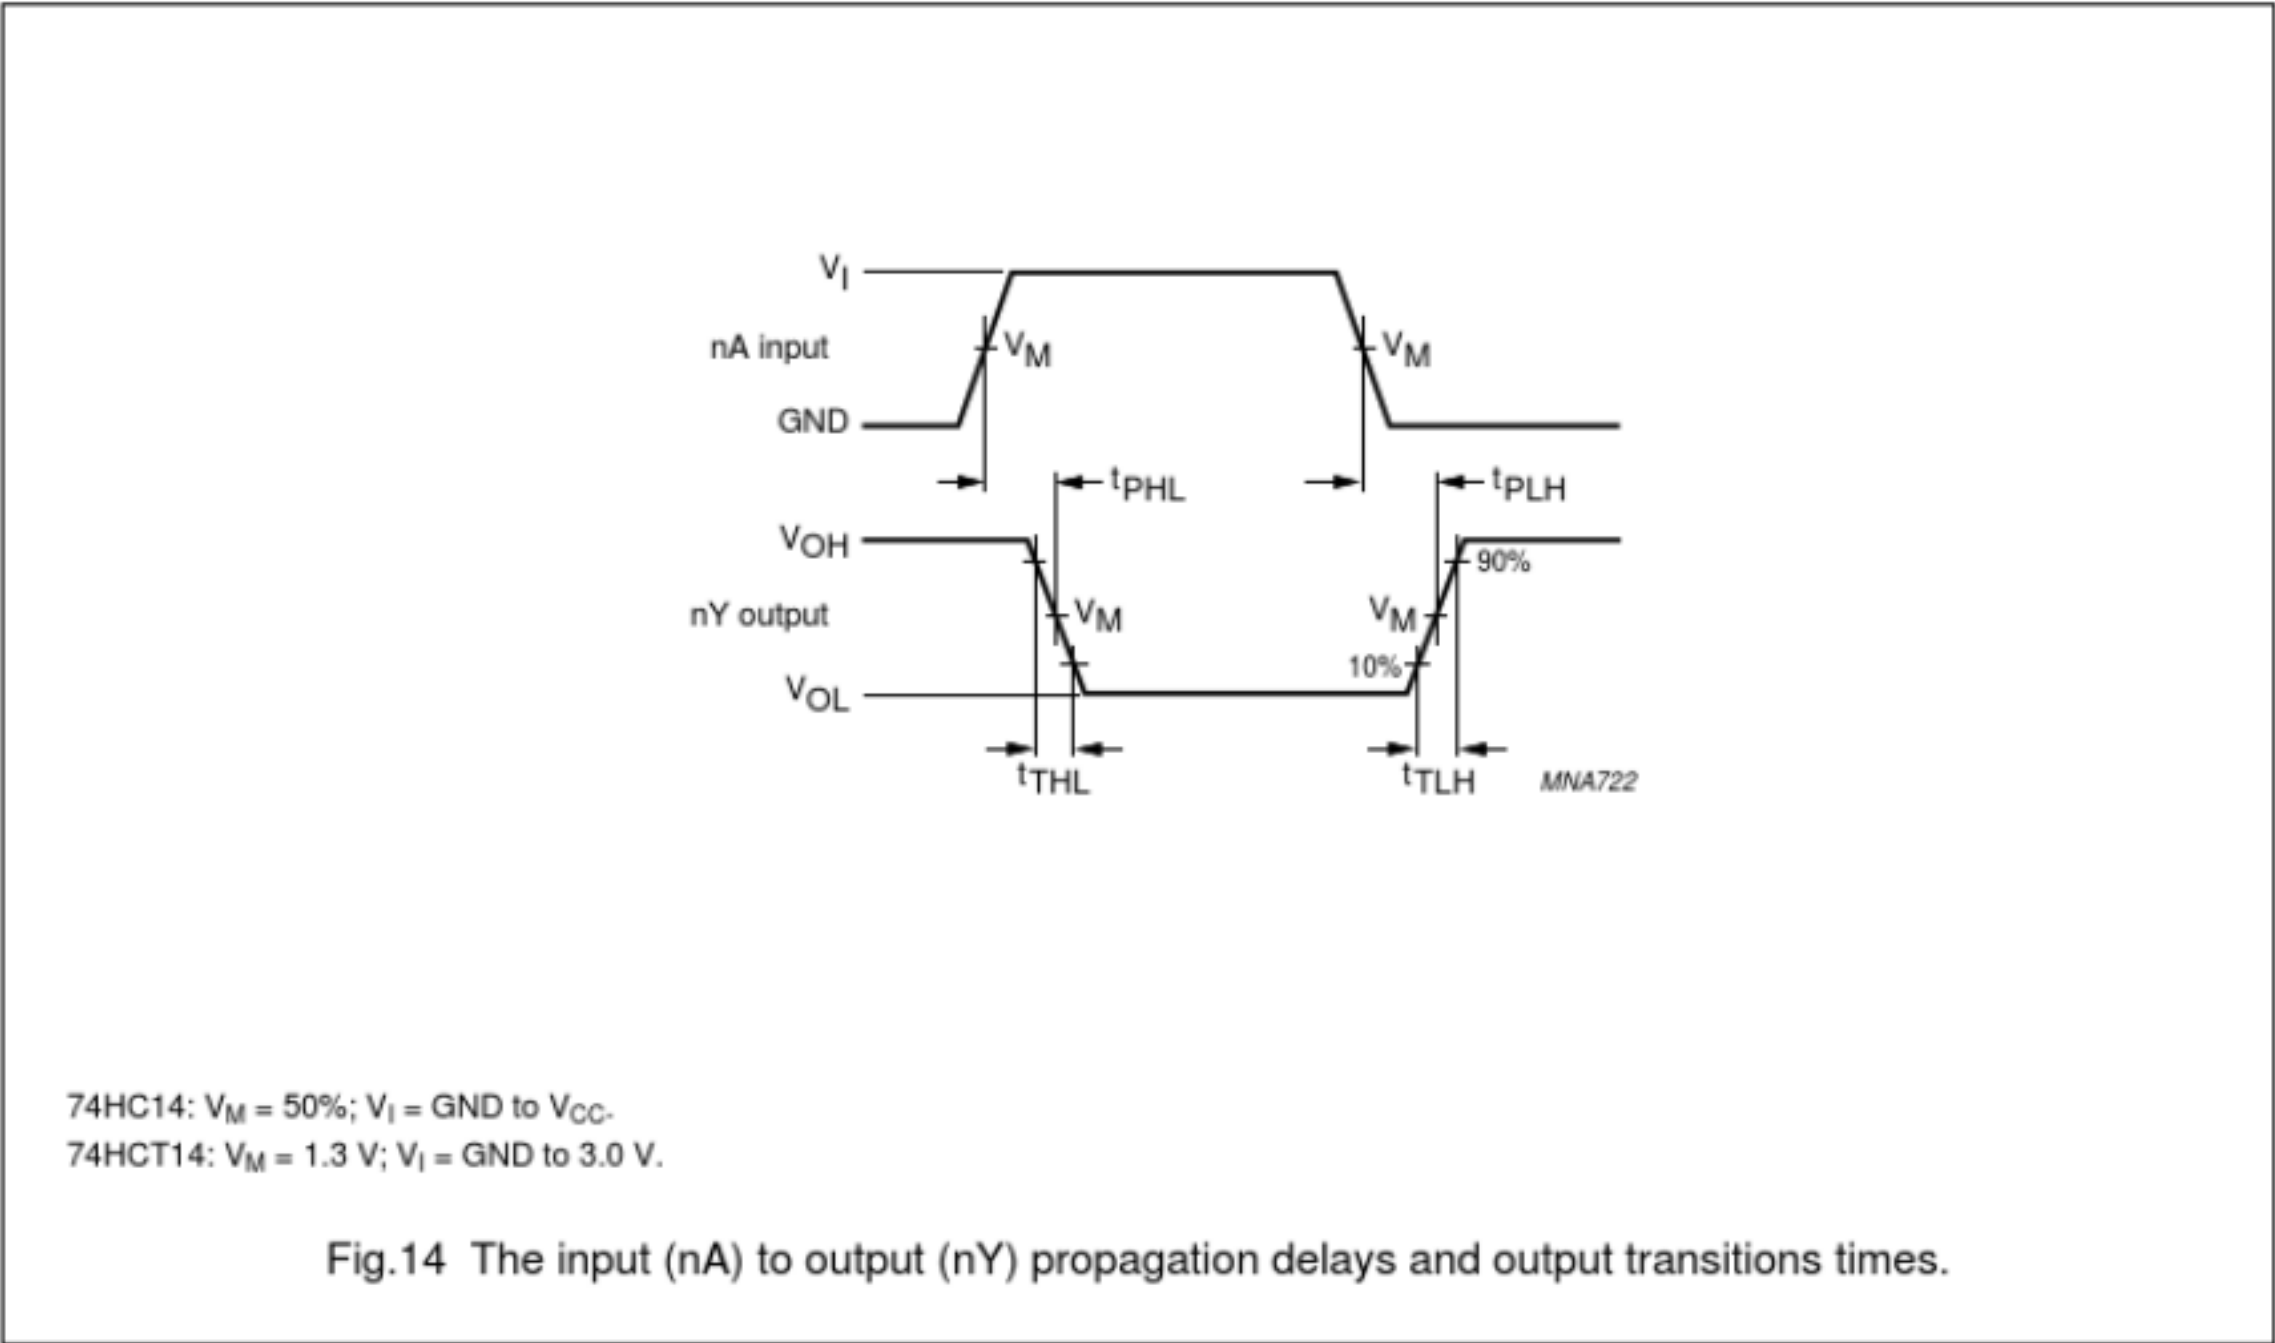 VI
nA input
VM
VM
GND
tPHL
tPLH
VOH
90%
nY output
VM
VM
10%
VOL
tTHL
tTLH
MNA722
74HC14: VM = 50%; VI = GND to VCC.
74HCT14: VM = 1.3 V; VI = GND to 3.0 V.
Fig.14 The input (nA) to output (nY) propagation delays and output transitions times.